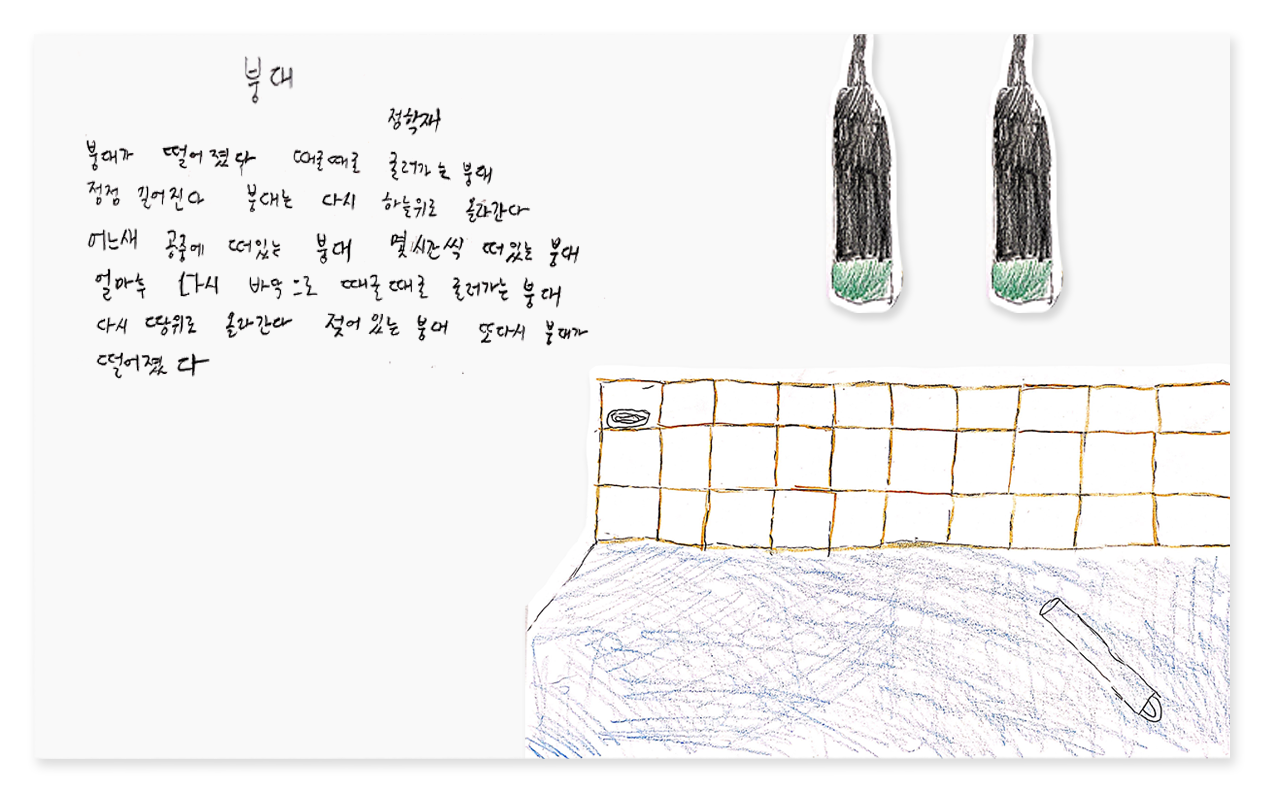 붕대
정학재
붕대가 떨어졌다 때굴때굴 굴러가는 붕대
정점 길어진다 붕대는 다시 하늘위로 올라간다
어느새 공중에 떠있는 붕대 몇시간씩 떠있는 붕대
얼마후 다시 바닥으로 때굴때굴 굴러가는 붕대
다시 땅위로 올라간다 젖어있는 붕대 또다시 붕대가
떨어졌다